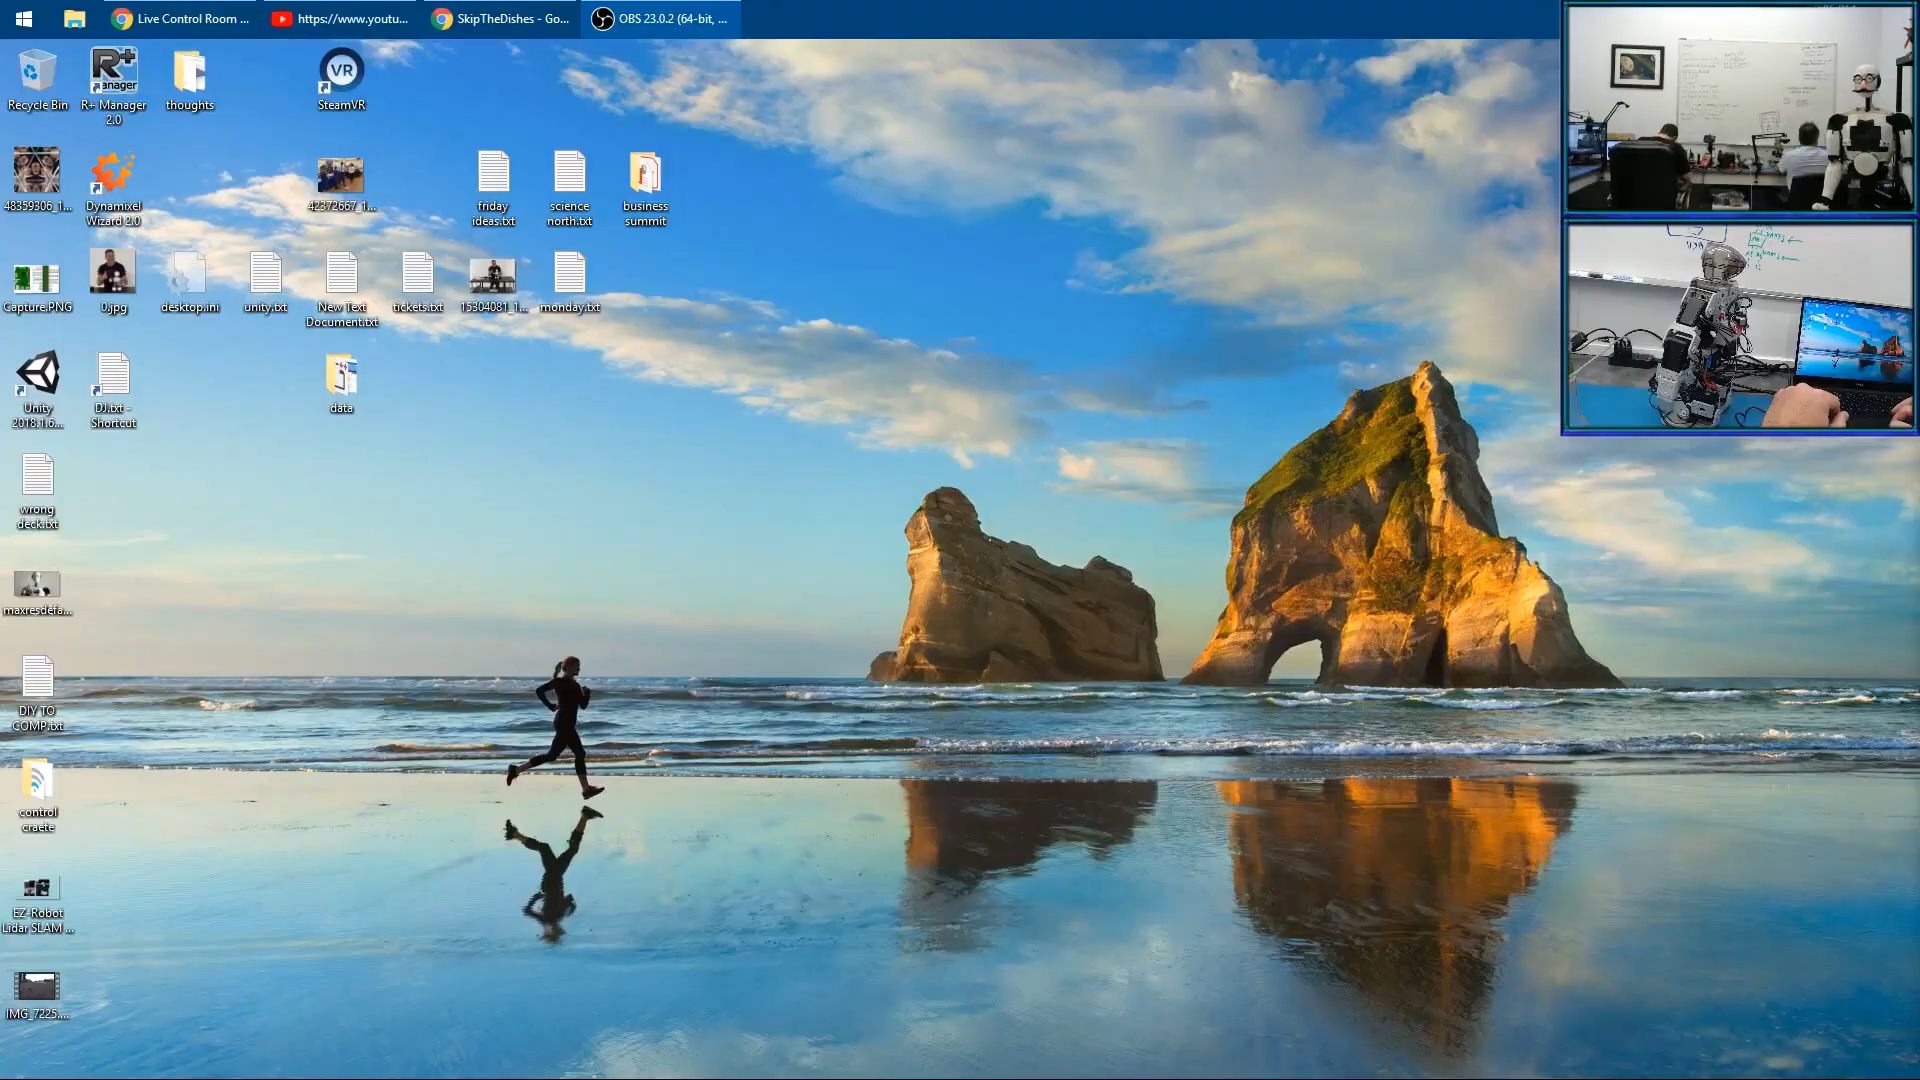 Live Control Room ...
https://www.youtu...
SkipTheDishes - Go...
OBS 23.0.2 (64-bit, ...
Recycle Bin
R+ Manager
2.0
thoughts
VR
SteamVR
48359306_1...
Dynamixel
Wizard 2.0
42372667_1...
friday
ideas.txt
science
north.txt
business
summit
Capture.PNG
0.jpg
desktop.ini
unity.txt
New Text
Document.txt
tickets.txt
15304081_1...
monday.txt
Unity
2018.1.6...
DJ.txt -
Shortcut
data
wrong
deck.txt
maxresdefa...
DIY TO
COMP.txt
control
craete
EZ-Robot
Lidar SLAM ...
IMG_7225....